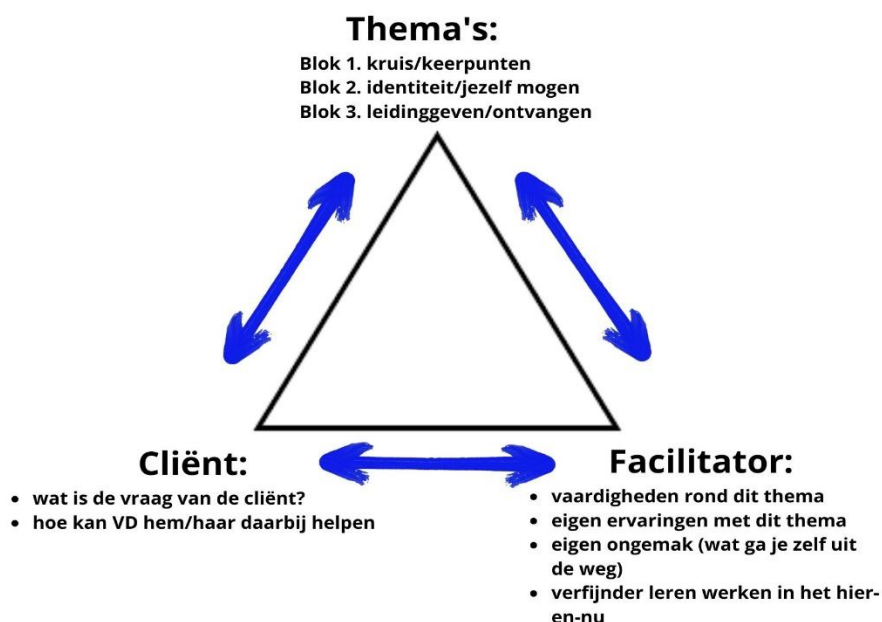 Thema's:
Blok 1. kruis/keerpunten
Blok 2. identiteit/jezelf mogen
Blok 3. leidinggeven/ontvangen
Cliënt:
• wat is de vraag van de cliënt?
• hoe kan VD hem/haar daarbij helpen
Facilitator:
• vaardigheden rond dit thema
• eigen ervaringen met dit thema
• eigen ongemak (wat ga je zelf uit
de weg)
• verfijnder leren werken in het hier-
en-nu